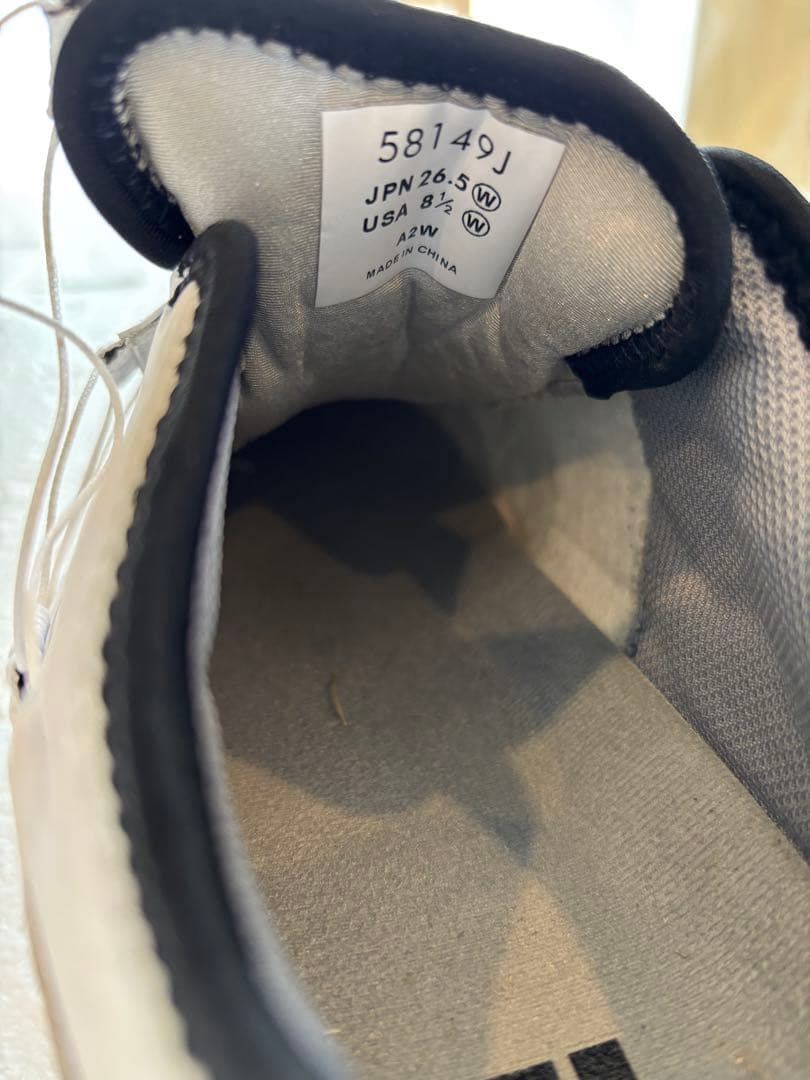 58149J
JPN 26.5 Ⓦ
USA 8½ Ⓦ
A2W
MADE IN CHINA